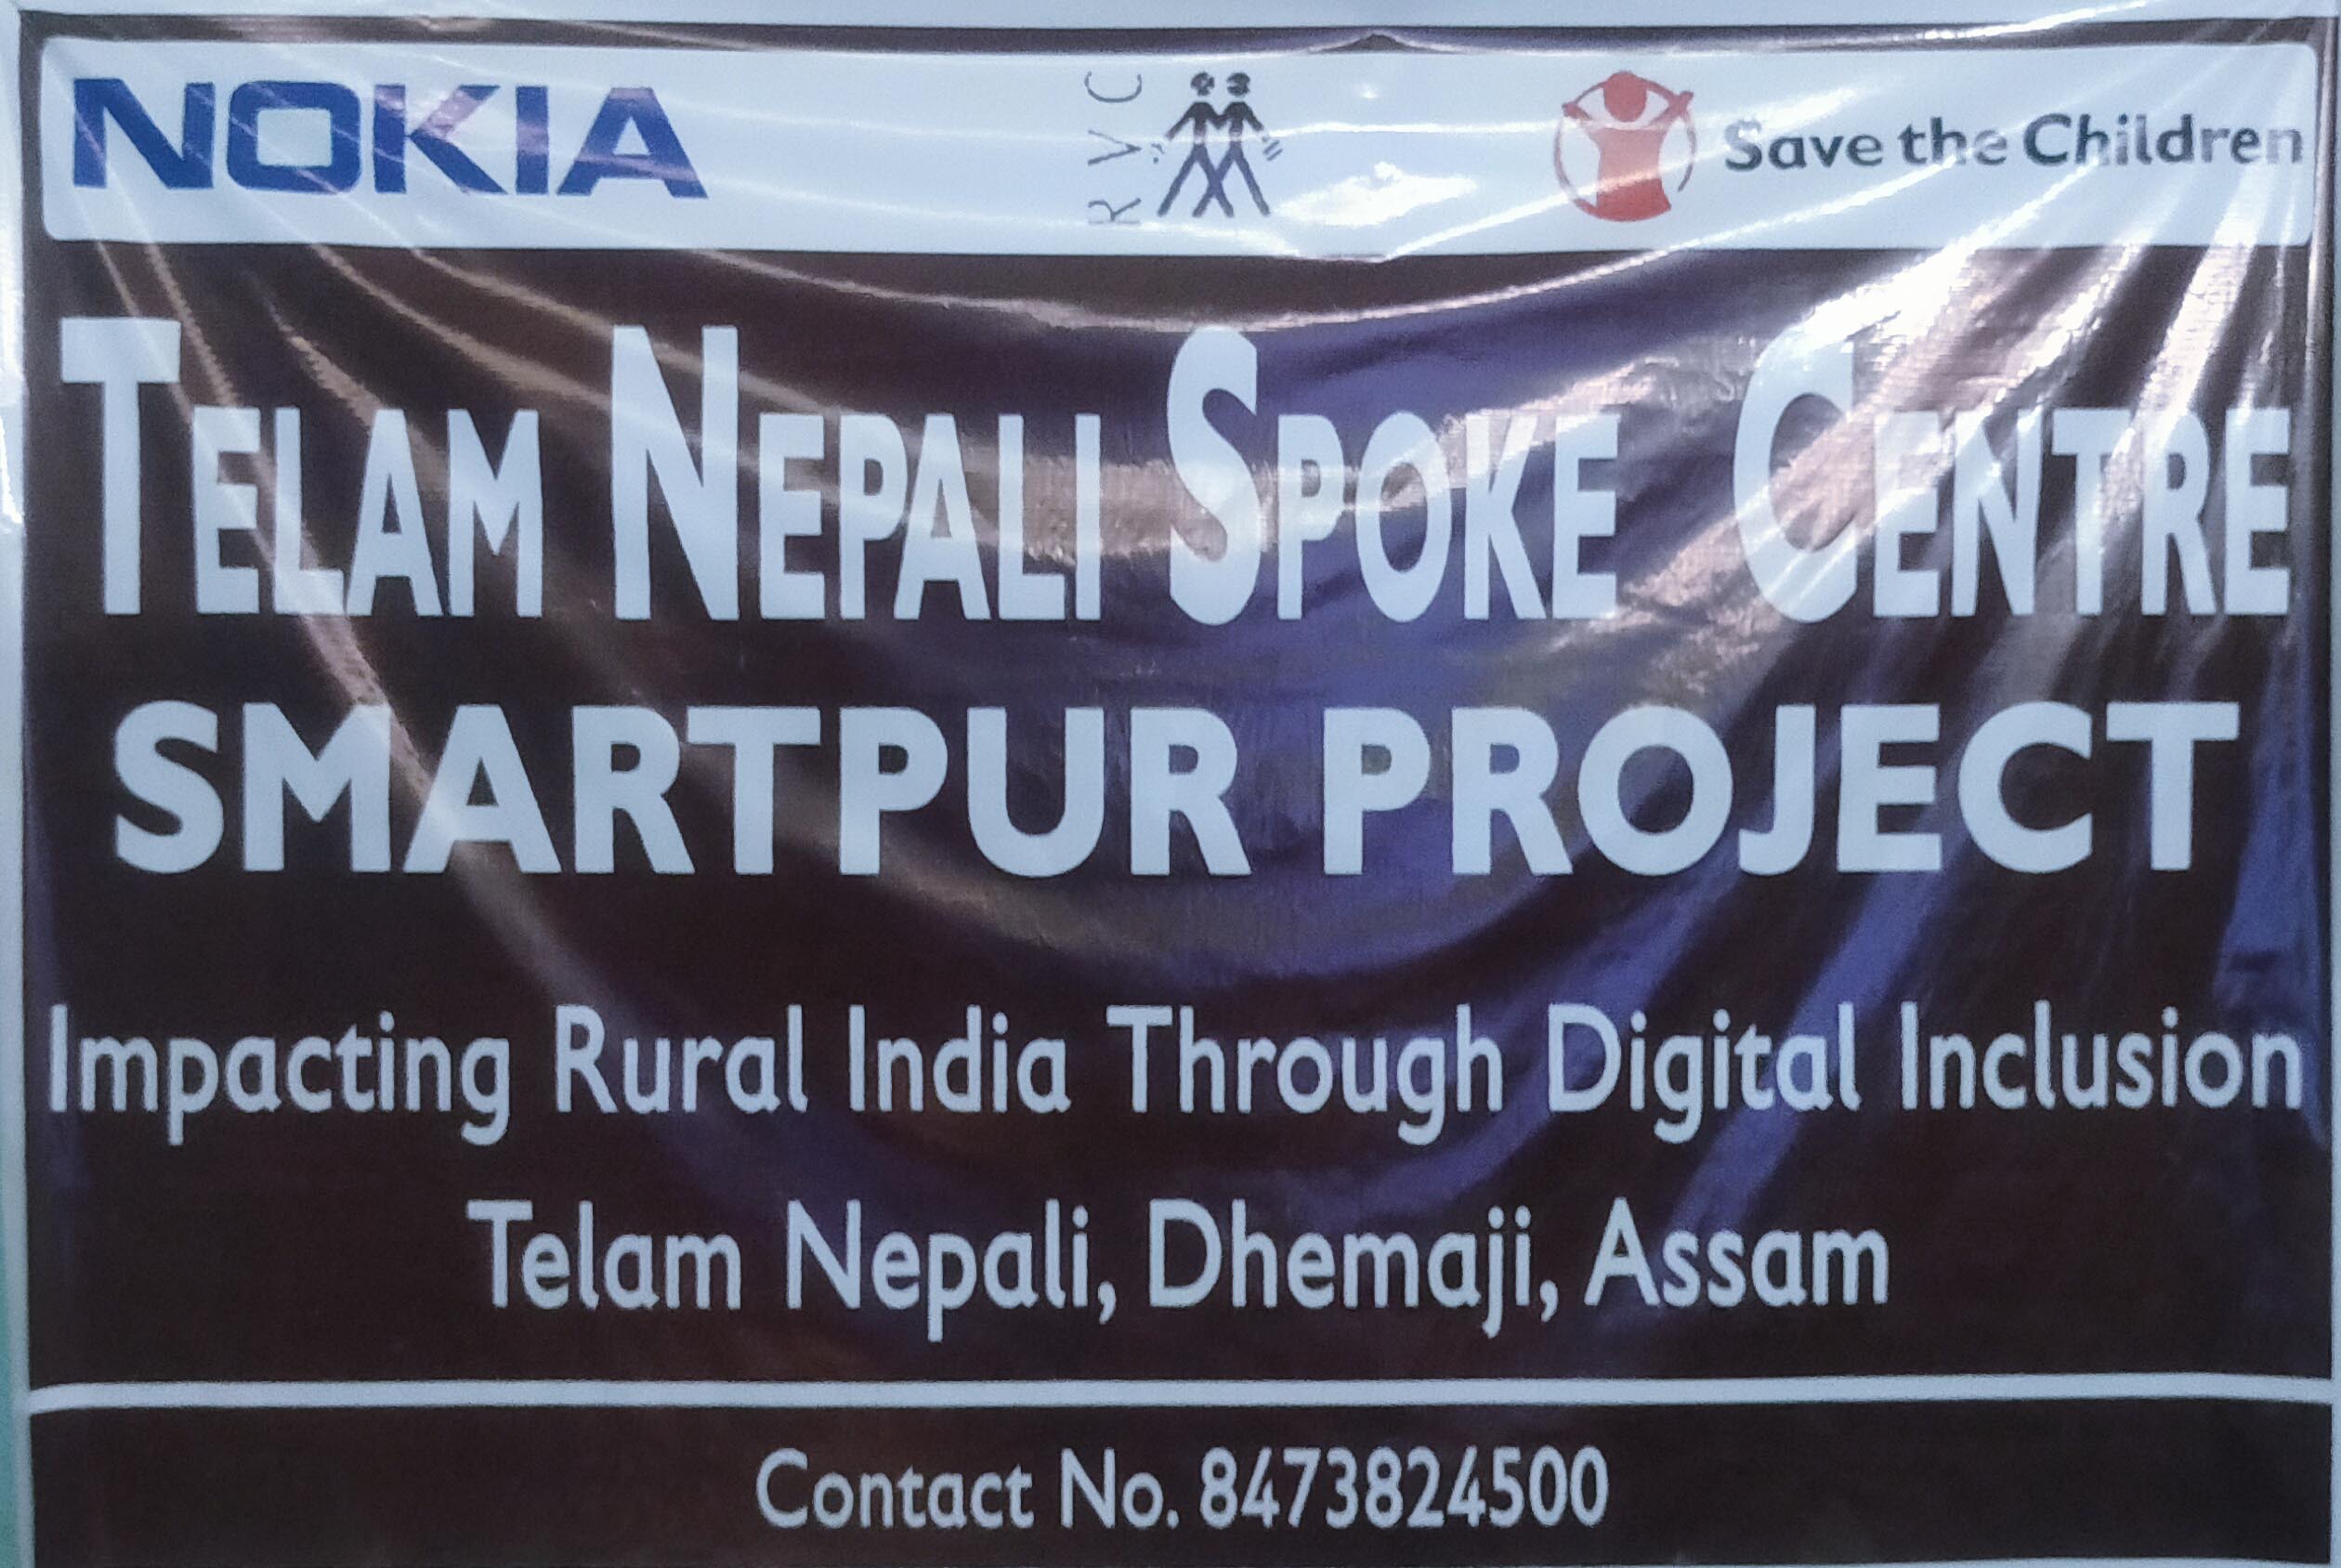 NOKIA
RVC
Save the Children
TELAM NEPALI SPOKE CENTRE
SMARTPUR PROJECT
Impacting Rural India Through Digital Inclusion
Telam Nepali, Dhemaji, Assam
Contact No. 8473824500